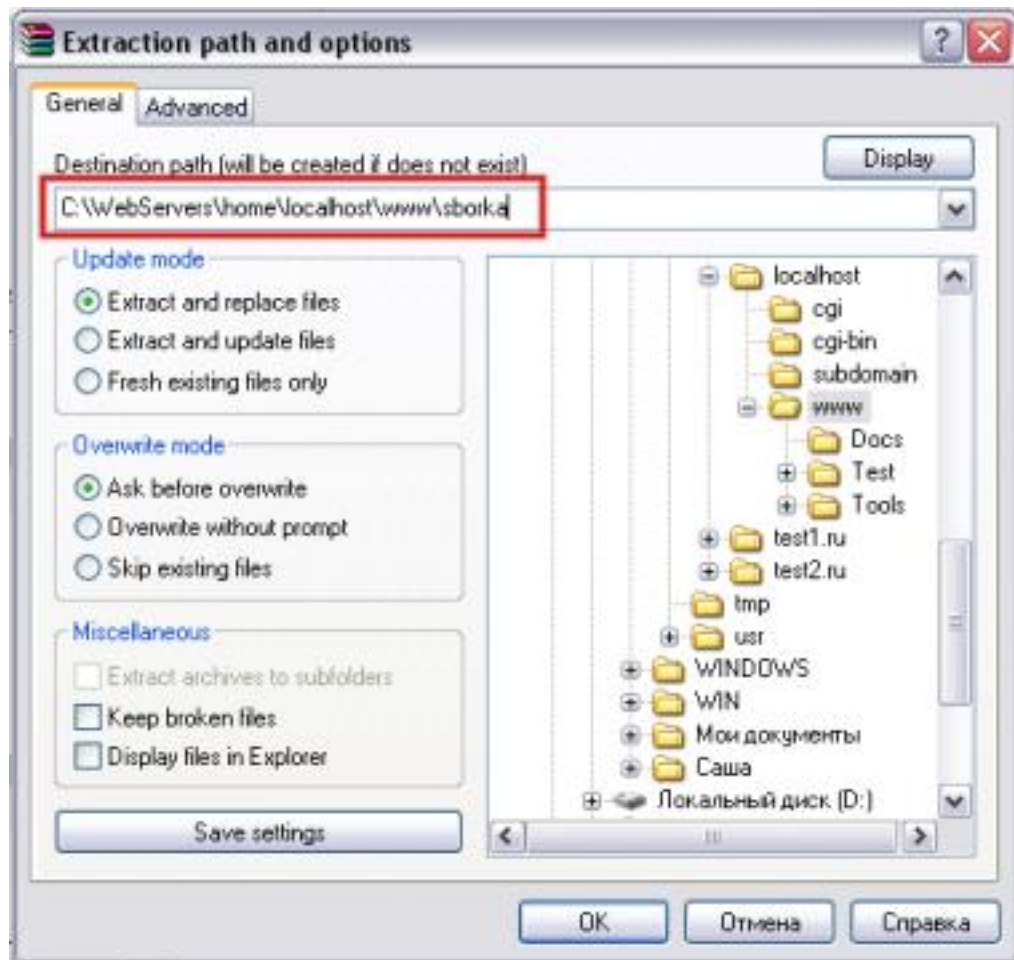 Extraction path and options
General
Advanced
Destination path (will be created if does not exist)
Display
C:\WebServers\home\localhost\www\sborka
Update mode
Extract and replace files
Extract and update files
Fresh existing files only
Overwrite mode
Ask before overwrite
Overwrite without prompt
Skip existing files
Miscellaneous
Extract archives to subfolders
Keep broken files
Display files in Explorer
Save settings
localhost
cgi
cgi-bin
subdomain
www
Docs
Test
Tools
test1.ru
test2.ru
tmp
usr
WINDOWS
WIN
Мои документы
Саша
Локальный диск (D:)
OK
Отмена
Справка